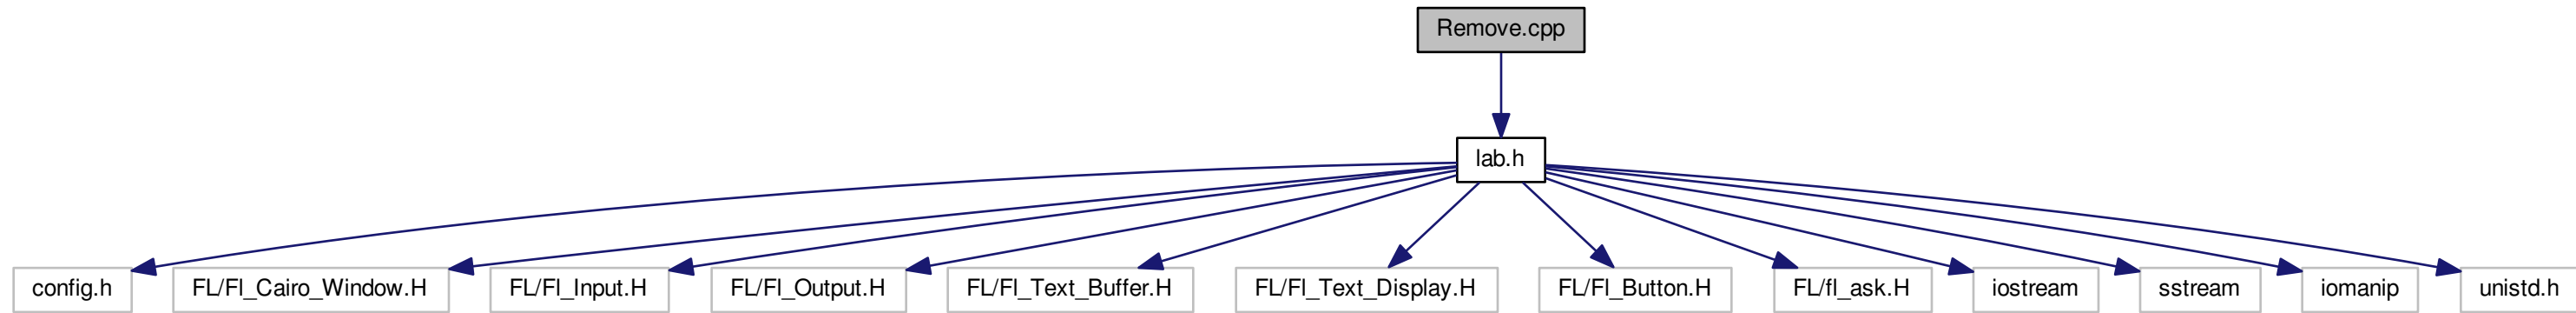 Remove.cpp
lab.h
config.h
FL/Fl_Cairo_Window.H
FL/Fl_Input.H
FL/Fl_Output.H
FL/Fl_Text_Buffer.H
FL/Fl_Text_Display.H
FL/Fl_Button.H
FL/fl_ask.H
iostream
sstream
iomanip
unistd.h